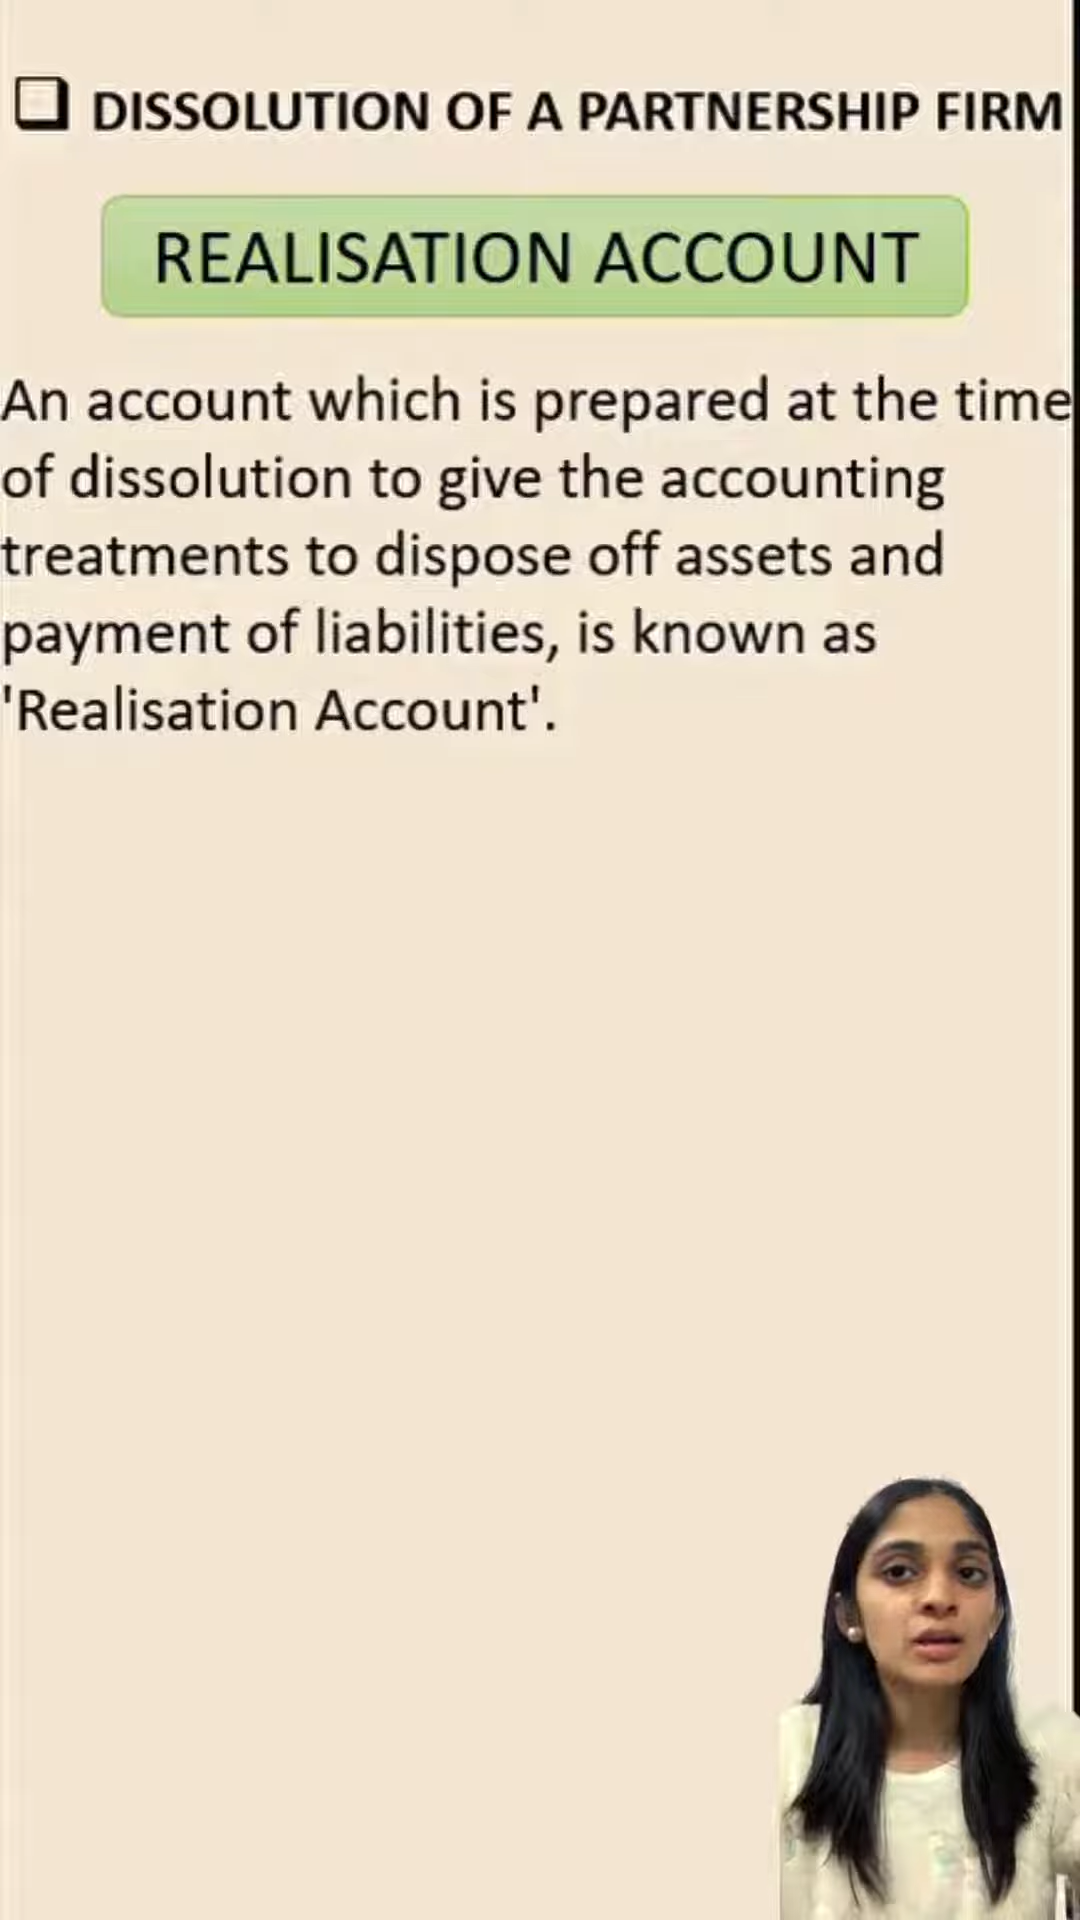 DISSOLUTION OF A PARTNERSHIP FIRM
REALISATION ACCOUNT
An account which is prepared at the time
of dissolution to give the accounting
treatments to dispose off assets and
payment of liabilities, is known as
'Realisation Account'.